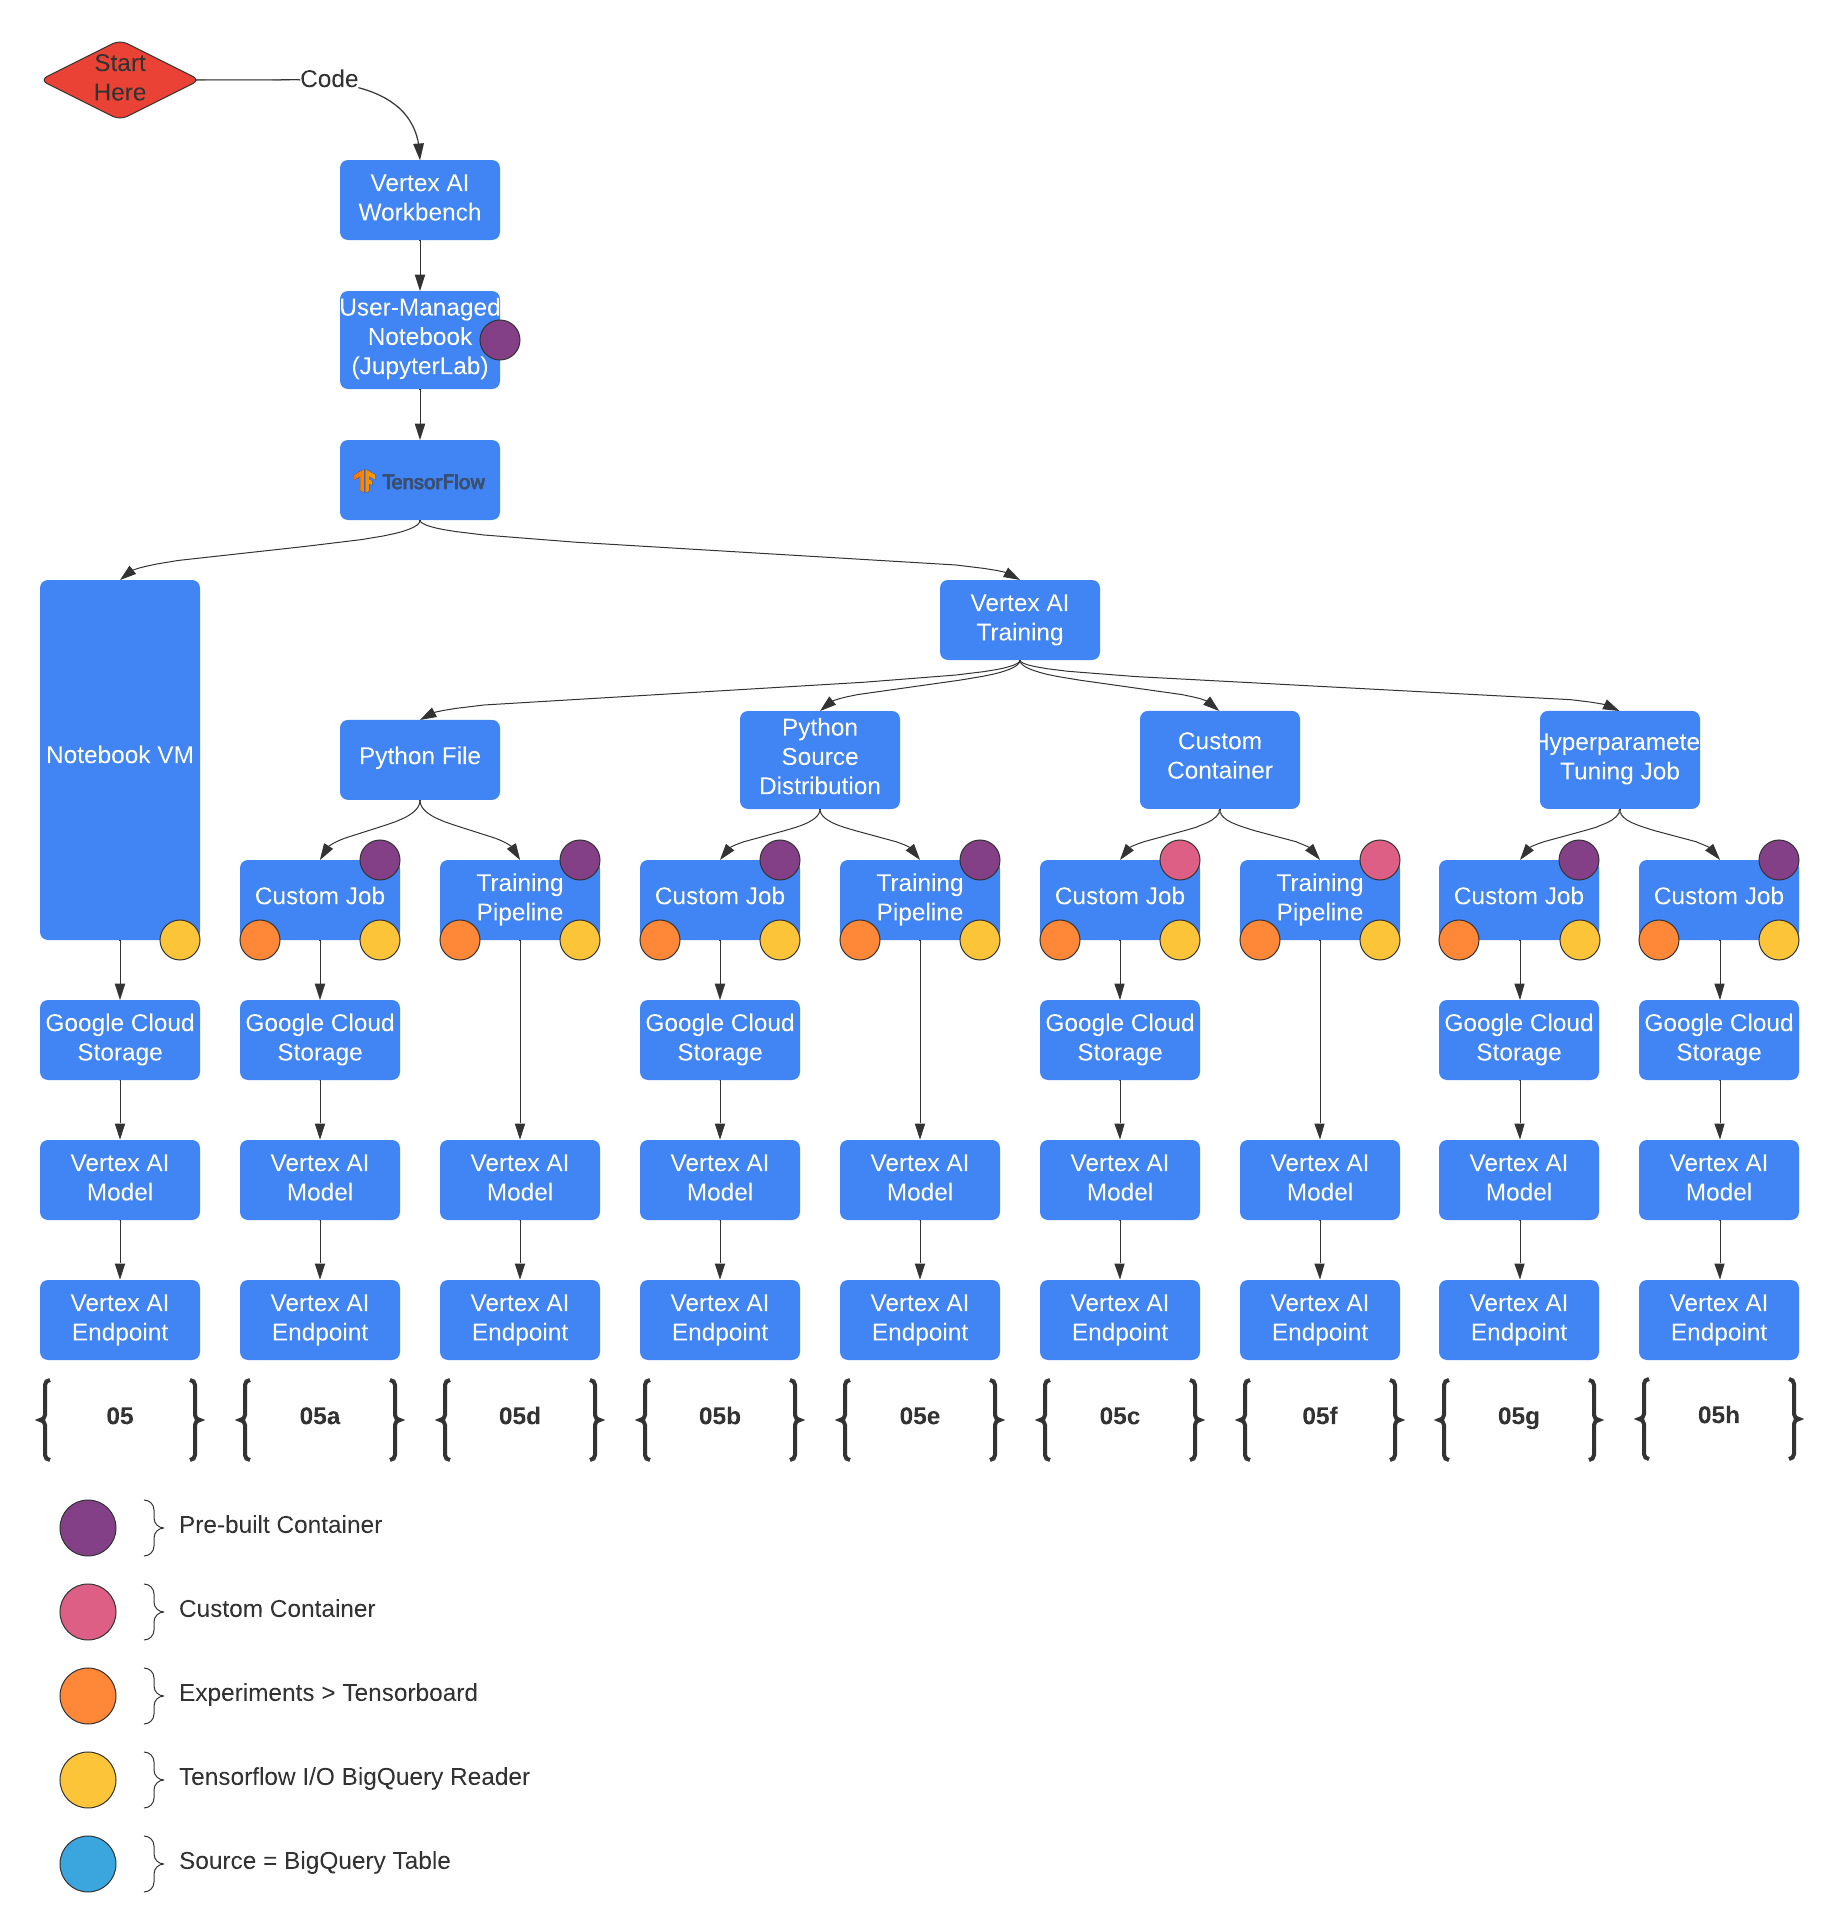 Start
Here
Code
Vertex AI
Workbench
User-Managed
Notebook
(JupyterLab)
TensorFlow
Notebook VM
Vertex AI
Training
Python File
Python
Source
Distribution
Custom
Container
Hyperparameter
Tuning Job
Custom Job
Training
Pipeline
Custom Job
Training
Pipeline
Custom Job
Training
Pipeline
Custom Job
Custom Job
Google Cloud
Storage
Google Cloud
Storage
Google Cloud
Storage
Google Cloud
Storage
Google Cloud
Storage
Google Cloud
Storage
Vertex AI
Model
Vertex AI
Model
Vertex AI
Model
Vertex AI
Model
Vertex AI
Model
Vertex AI
Model
Vertex AI
Model
Vertex AI
Model
Vertex AI
Model
Vertex AI
Endpoint
Vertex AI
Endpoint
Vertex AI
Endpoint
Vertex AI
Endpoint
Vertex AI
Endpoint
Vertex AI
Endpoint
Vertex AI
Endpoint
Vertex AI
Endpoint
Vertex AI
Endpoint
05
05a
05d
05b
05e
05c
05f
05g
05h
Pre-built Container
Custom Container
Experiments > Tensorboard
Tensorflow I/O BigQuery Reader
Source = BigQuery Table